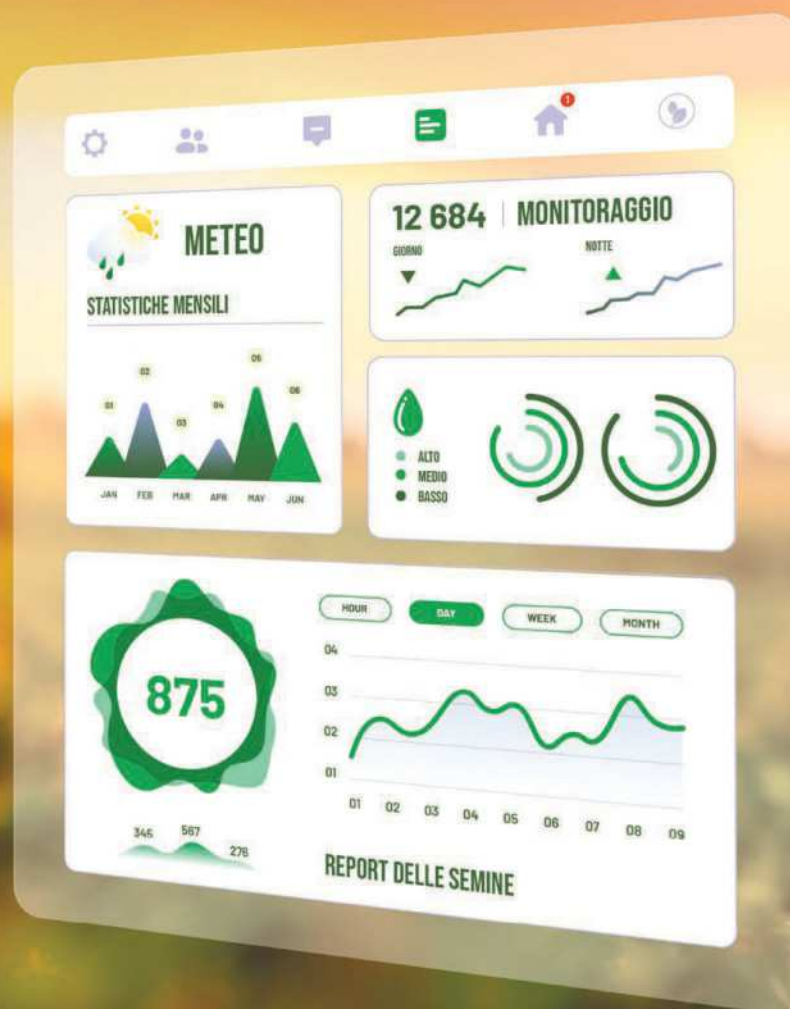 !
METEO
STATISTICHE MENSILI
01
02
03
04
05
06
JAN FEB MAR APR MAY JUN
12 684 | MONITORAGGIO
GIORNO
NOTTE
ALTO
MEDIO
BASSO
875
345 567 276
HOUR DAY WEEK MONTH
04
03
02
01
01 02 03 04 05 06 07 08 09
REPORT DELLE SEMINE